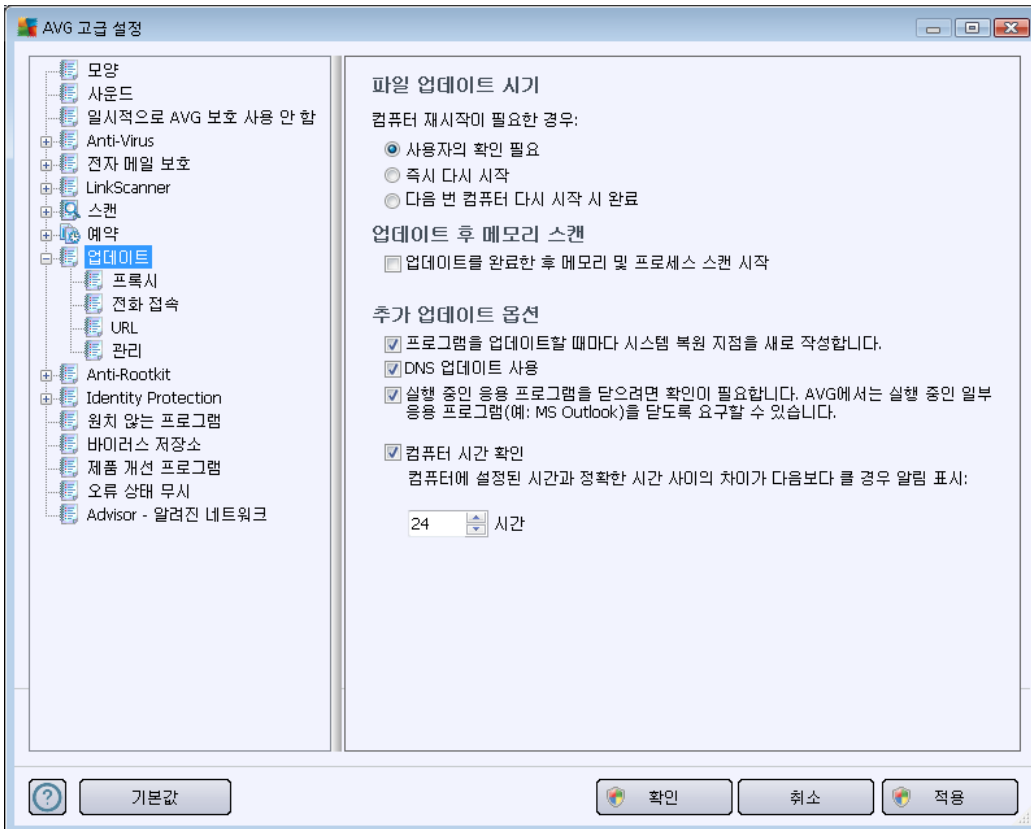 AVG 고급 설정
모양
사운드
일시적으로 AVG 보호 사용 안 함
Anti-Virus
전자 메일 보호
LinkScanner
스캔
예약
업데이트
프록시
전화 접속
URL
관리
Anti-Rootkit
Identity Protection
원치 않는 프로그램
바이러스 저장소
제품 개선 프로그램
오류 상태 무시
Advisor - 알려진 네트워크
파일 업데이트 시기
컴퓨터 재시작이 필요한 경우:
사용자의 확인 필요
즉시 다시 시작
다음 번 컴퓨터 다시 시작 시 완료
업데이트 후 메모리 스캔
업데이트를 완료한 후 메모리 및 프로세스 스캔 시작
추가 업데이트 옵션
프로그램을 업데이트할 때마다 시스템 복원 지점을 새로 작성합니다.
DNS 업데이트 사용
실행 중인 응용 프로그램을 닫으려면 확인이 필요합니다. AVG에서는 실행 중인 일부
응용 프로그램(예: MS Outlook)을 닫도록 요구할 수 있습니다.
컴퓨터 시간 확인
컴퓨터에 설정된 시간과 정확한 시간 사이의 차이가 다음보다 클 경우 알림 표시:
24 시간
기본값
확인
취소
적용